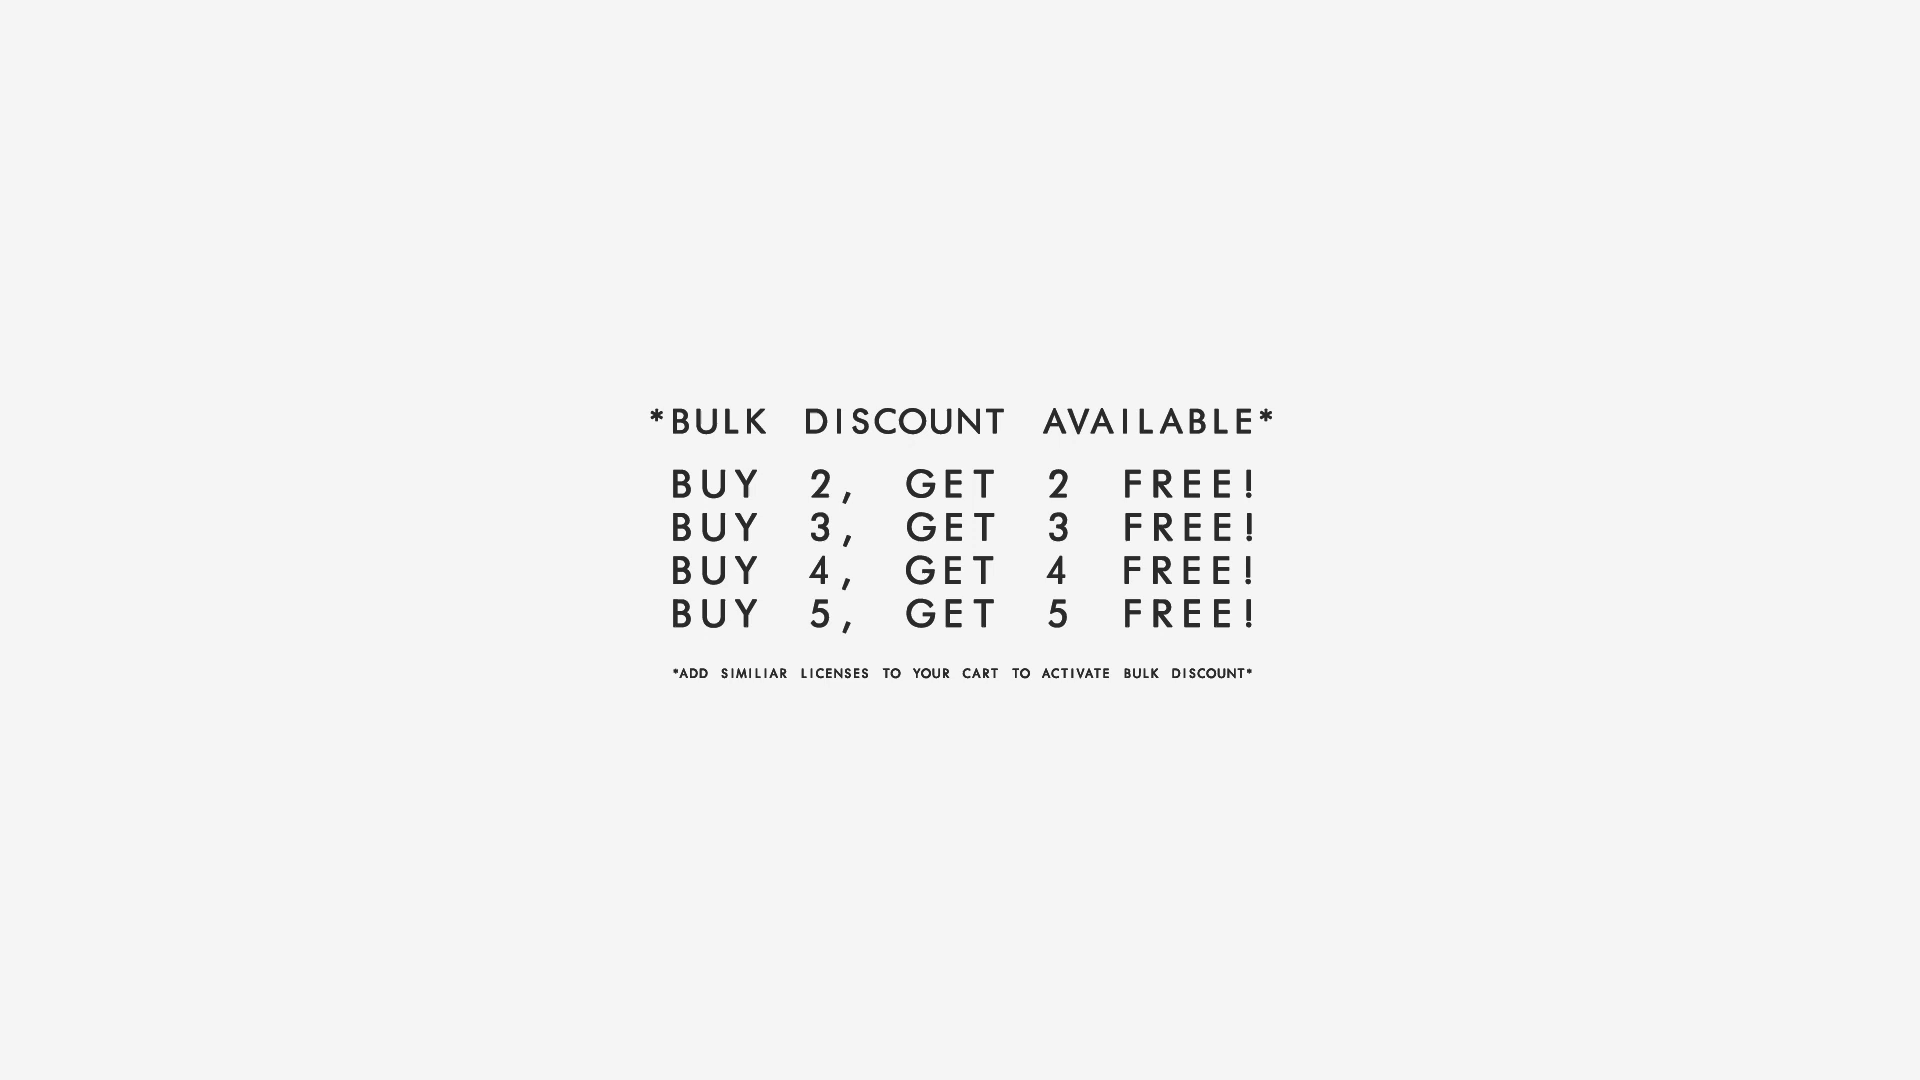 *BULK DISCOUNT AVAILABLE*
BUY 2, GET 2 FREE!
BUY 3, GET 3 FREE!
BUY 4, GET 4 FREE!
BUY 5, GET 5 FREE!
*ADD SIMILIAR LICENSES TO YOUR CART TO ACTIVATE BULK DISCOUNT*